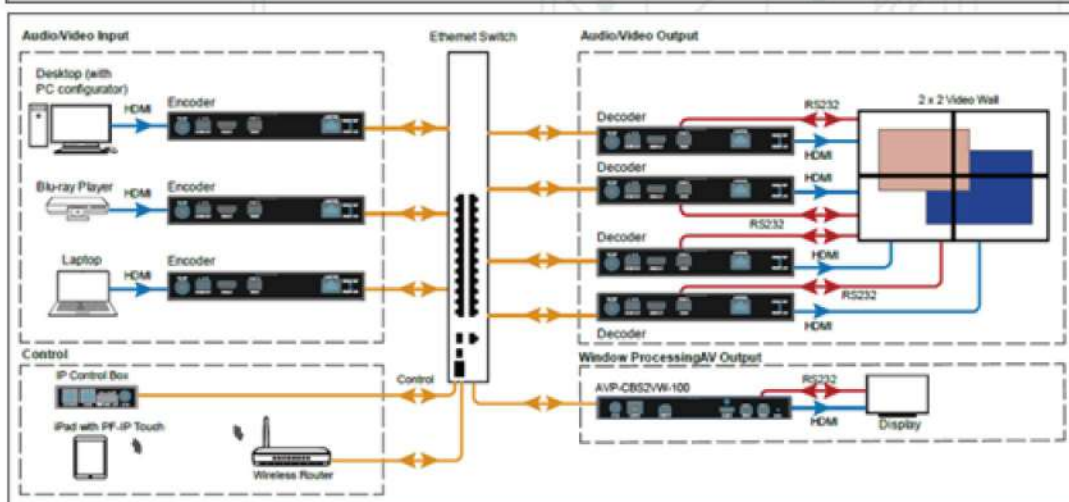 Audio/Video Input
Ethernet Switch
Audio/Video Output
Desktop (with
PC configurator)
HDMI
Encoder
Decoder
RS232
HDMI
2 x 2 Video Wall
Blu-ray Player
HDMI
Encoder
Decoder
HDMI
RS232
Laptop
HDMI
Encoder
Decoder
HDMI
RS232
HDMI
Decoder
Control
IP Control Box
Control
iPad with PF-IP Touch
Wireless Router
Window ProcessingAV Output
AVP-CBS2VW-100
RS232
HDMI
Display